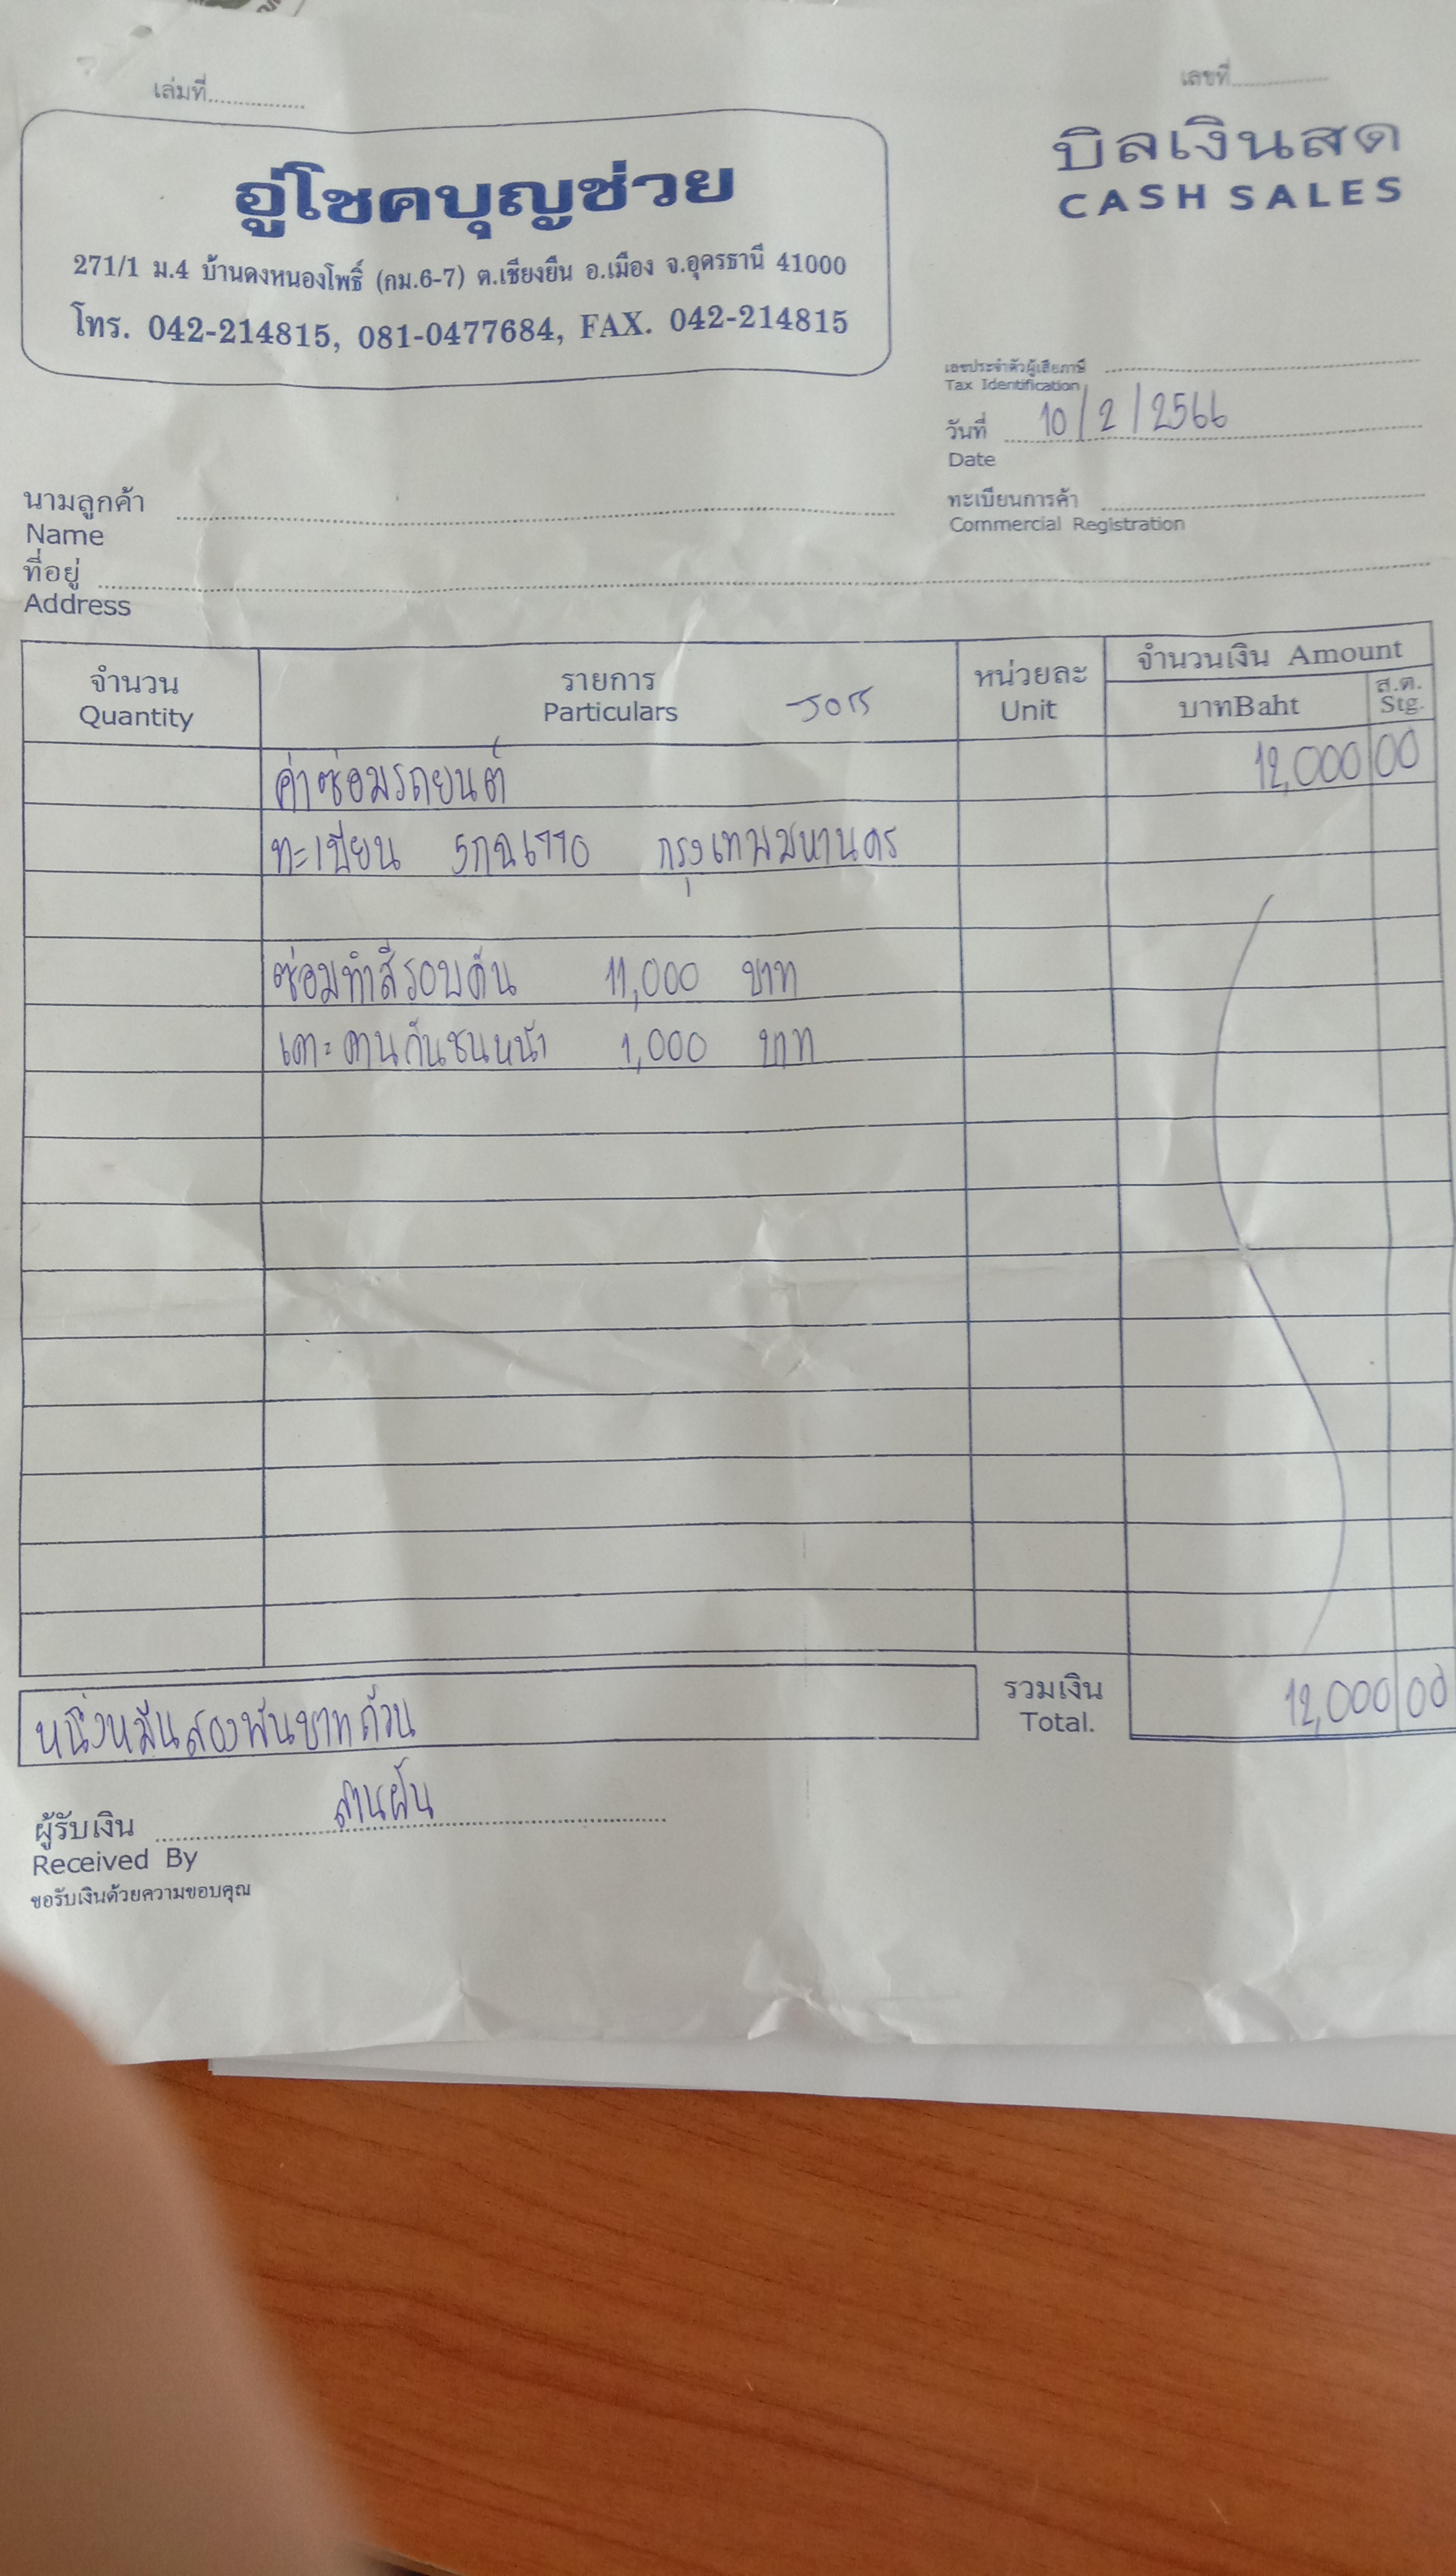 เล่มที่
เลขที่
บิลเงินสด
CASH SALES
อู่โชคบุญช่วย
271/1 ม.4 บ้านดงหนองโพธิ์ (กม.6-7) ต.เชียงยืน อ.เมือง จ.อุดรธานี 41000
โทร. 042-214815, 081-0477684, FAX. 042-214815
เลขประจำตัวผู้เสียภาษี
Tax Identification
วันที่ 10/2/2566
Date
นามลูกค้า
Name
ทะเบียนการค้า
Commercial Registration
ที่อยู่
Address
จำนวน รายการ หน่วยละ จำนวนเงิน Amount
Quantity Particulars Unit บาทBaht ส.ต. Stg.
ค่าซ่อมรถยนต์ 12,000 00
ทะเบียน กรุงเทพมหานคร
ซ่อมทำสีรอบคัน 11,000 บาท
เคาะคานกันชนหน้า 1,000 บาท
หนึ่งหมื่นสองพันบาทถ้วน
รวมเงิน 12,000 00
Total.
ผู้รับเงิน
Received By
ขอรับเงินด้วยความขอบคุณ